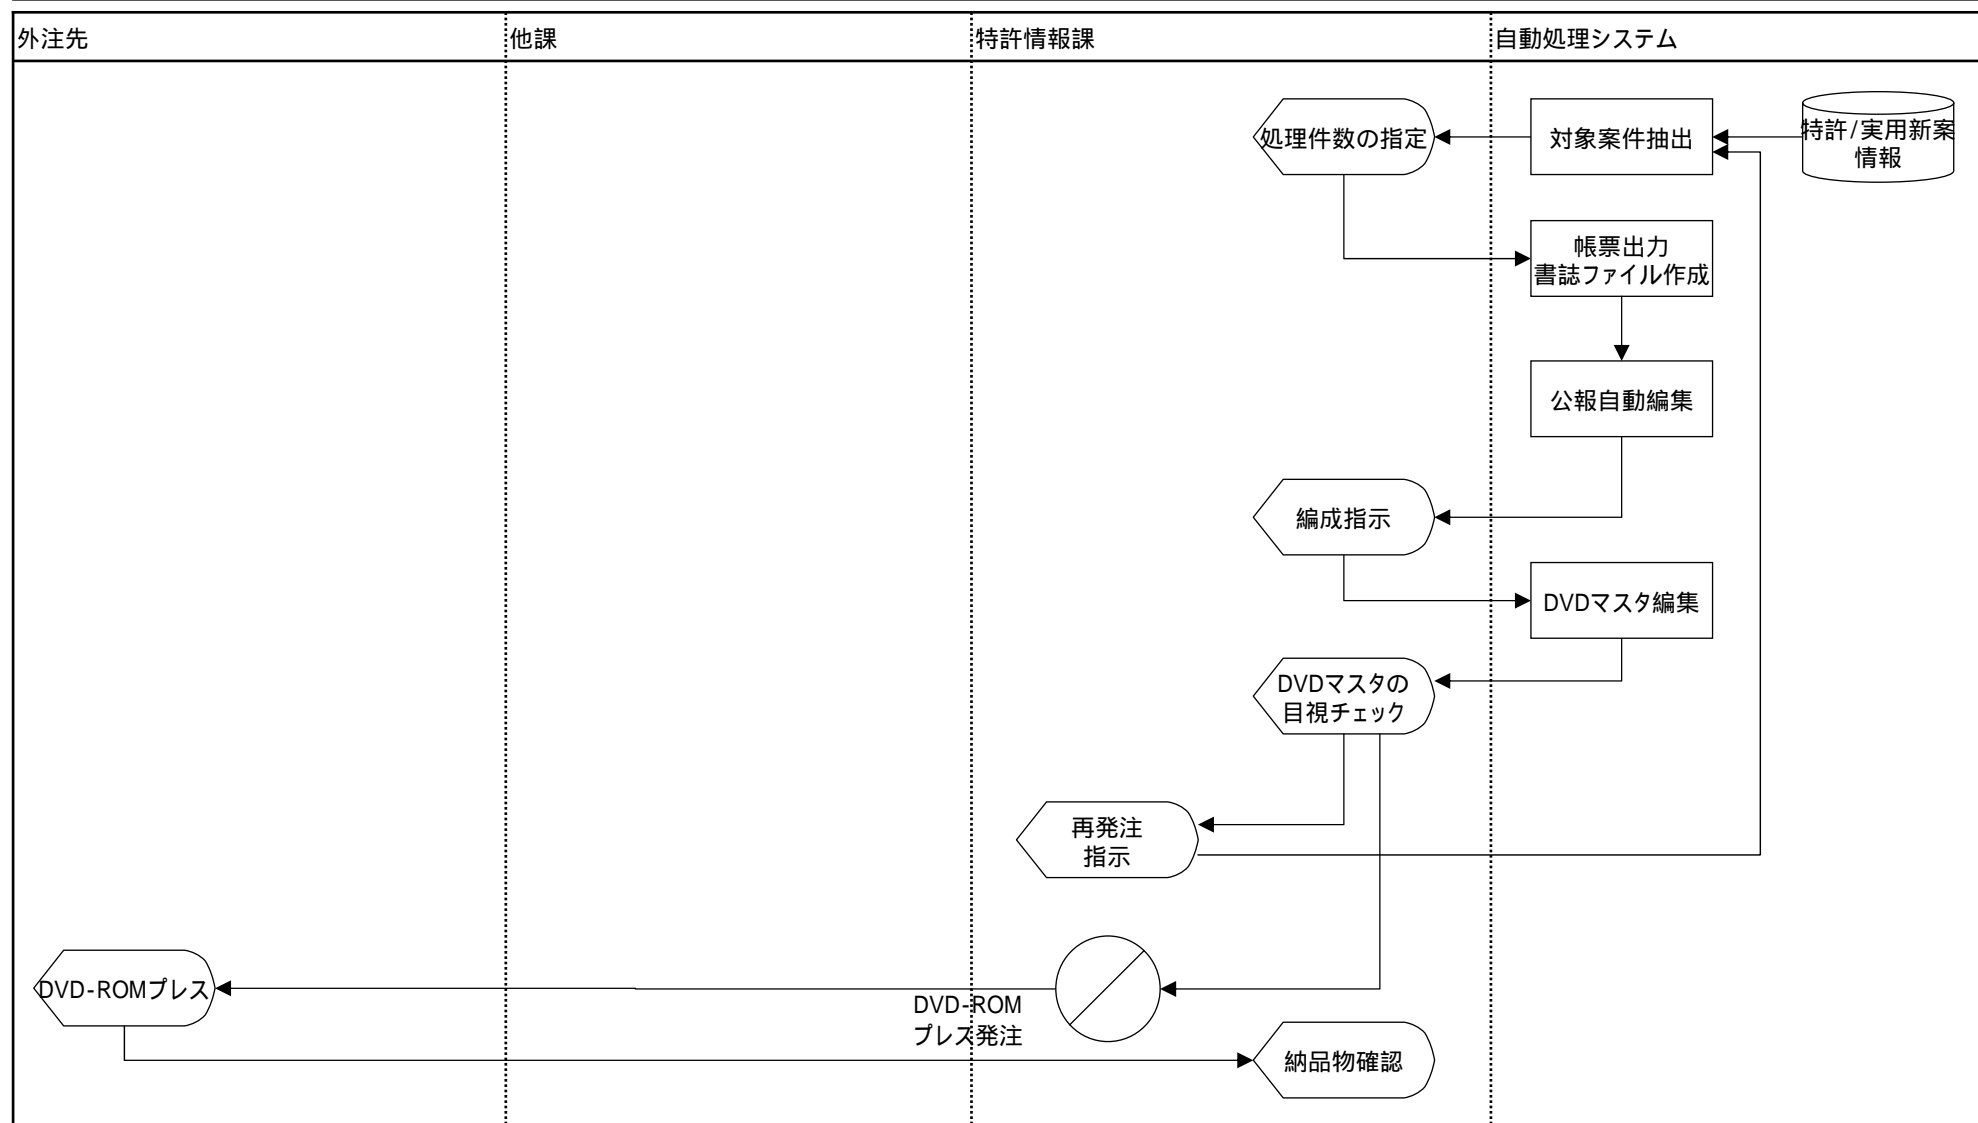 外注先
他課
特許情報課
自動処理システム
処理件数の指定
対象案件抽出
特許/実用新案
情報
帳票出力
書誌ファイル作成
公報自動編集
編成指示
DVDマスタ編集
DVDマスタの
目視チェック
再発注
指示
DVD-ROMプレス
DVD-ROM
プレス発注
納品物確認